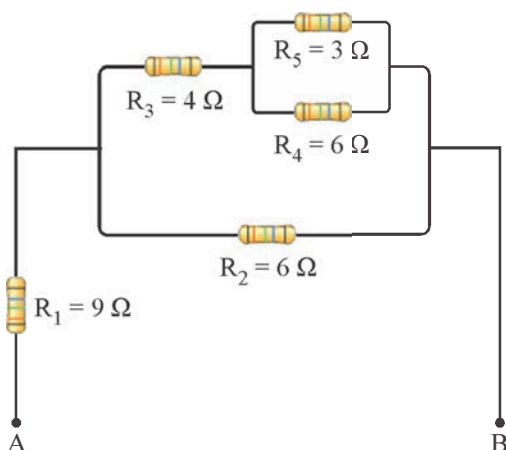 R5 = 3 Ω
R3 = 4 Ω
R4 = 6 Ω
R2 = 6 Ω
R1 = 9 Ω
A
B